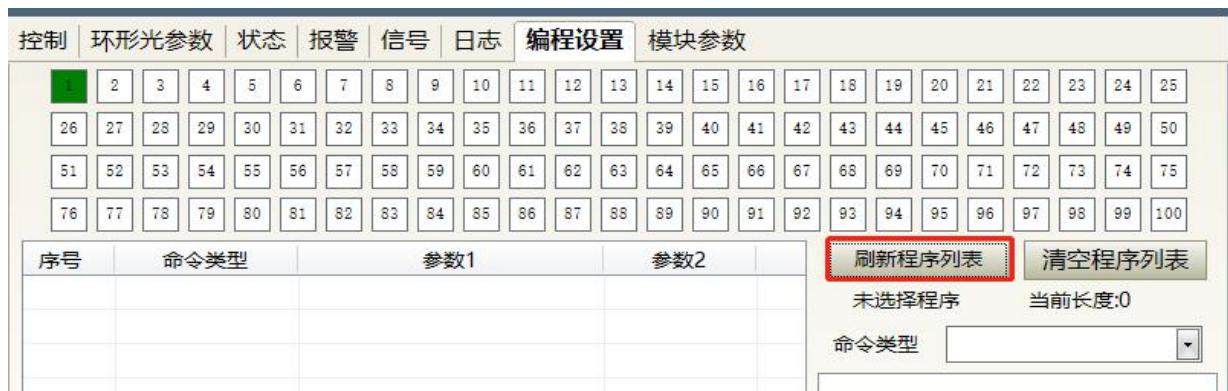 控制 环形光参数 状态 报警 信号 日志 编程设置 模块参数
1 2 3 4 5 6 7 8 9 10 11 12 13 14 15 16 17 18 19 20 21 22 23 24 25
26 27 28 29 30 31 32 33 34 35 36 37 38 39 40 41 42 43 44 45 46 47 48 49 50
51 52 53 54 55 56 57 58 59 60 61 62 63 64 65 66 67 68 69 70 71 72 73 74 75
76 77 78 79 80 81 82 83 84 85 86 87 88 89 90 91 92 93 94 95 96 97 98 99 100
序号 命令类型 参数1 参数2 刷新程序列表 清空程序列表
未选择程序 当前长度:0
命令类型